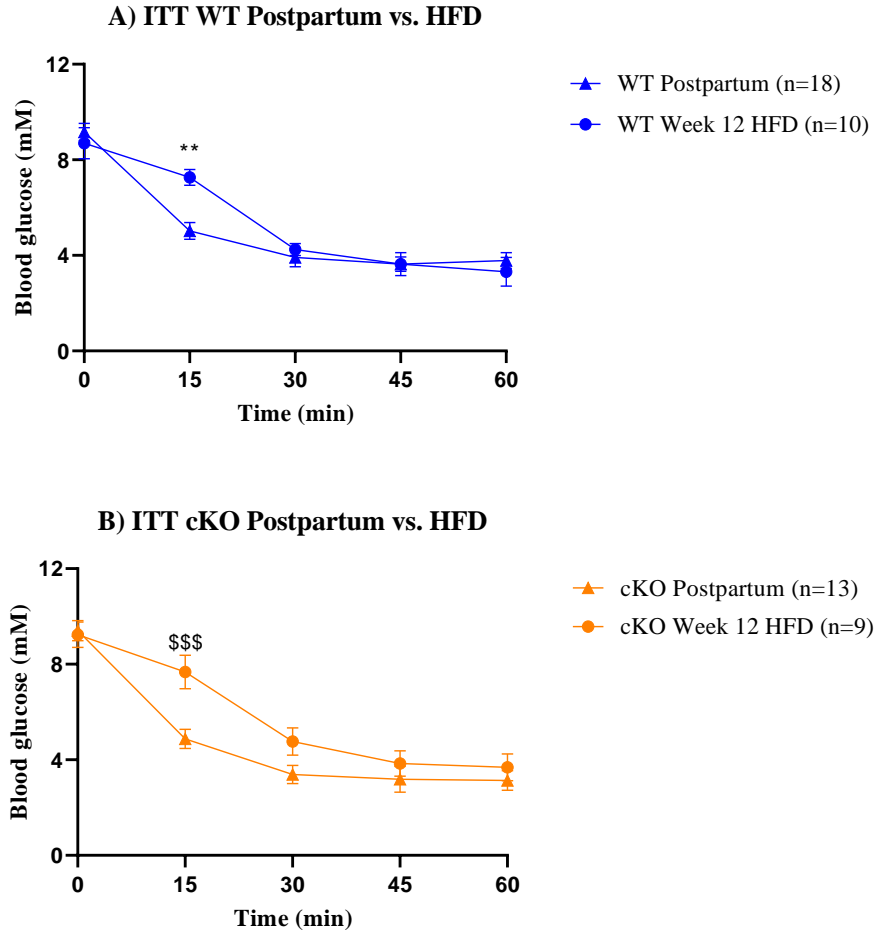 A) ITT WT Postpartum vs. HFD
12
8
4
0
Blood glucose (mM)
**
0 15 30 45 60
Time (min)
WT Postpartum (n=18)
WT Week 12 HFD (n=10)
B) ITT cKO Postpartum vs. HFD
12
8
4
0
Blood glucose (mM)
$$$
0 15 30 45 60
Time (min)
cKO Postpartum (n=13)
cKO Week 12 HFD (n=9)